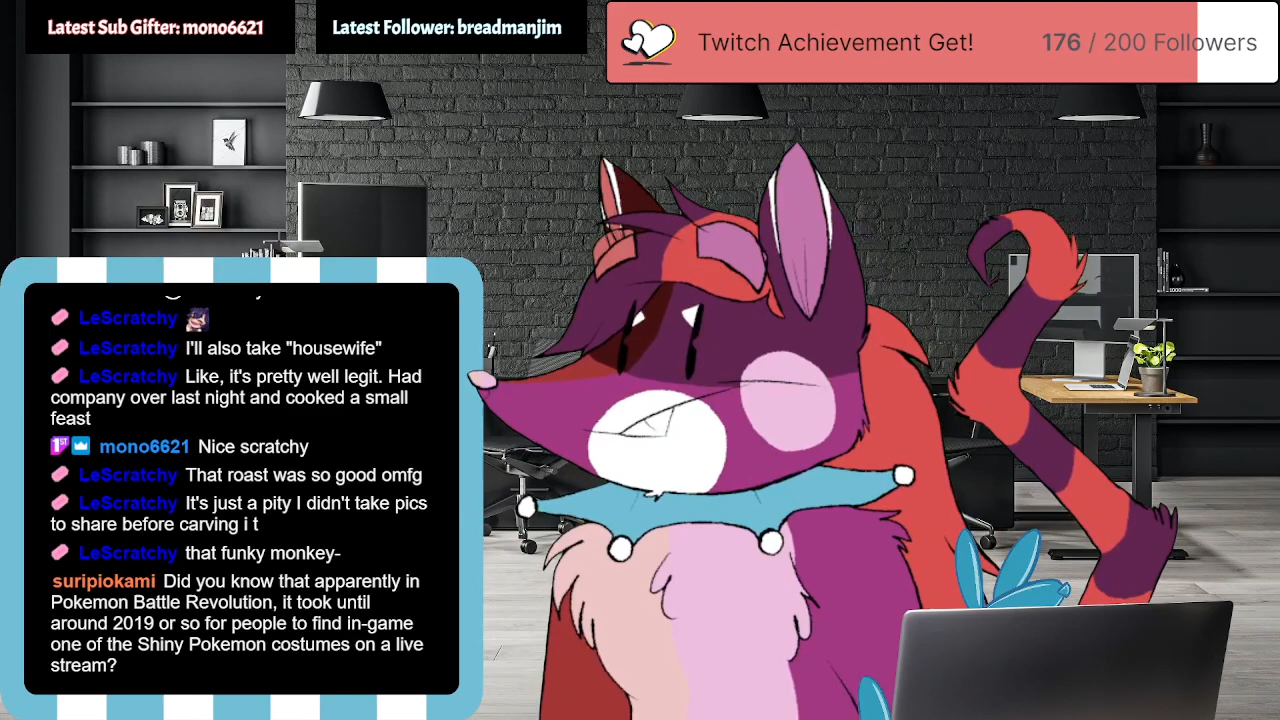 Latest Sub Gifter: mono6621
Latest Follower: breadmanjim
Twitch Achievement Get!
176 / 200 Followers
LeScratchy
LeScratchy I'll also take "housewife"
LeScratchy Like, it's pretty well legit. Had
company over last night and cooked a small
feast
1ST mono6621 Nice scratchy
LeScratchy That roast was so good omfg
LeScratchy It's just a pity I didn't take pics
to share before carving i t
LeScratchy that funky monkey-
suripiokami Did you know that apparently in
Pokemon Battle Revolution, it took until
around 2019 or so for people to find in-game
one of the Shiny Pokemon costumes on a live
stream?